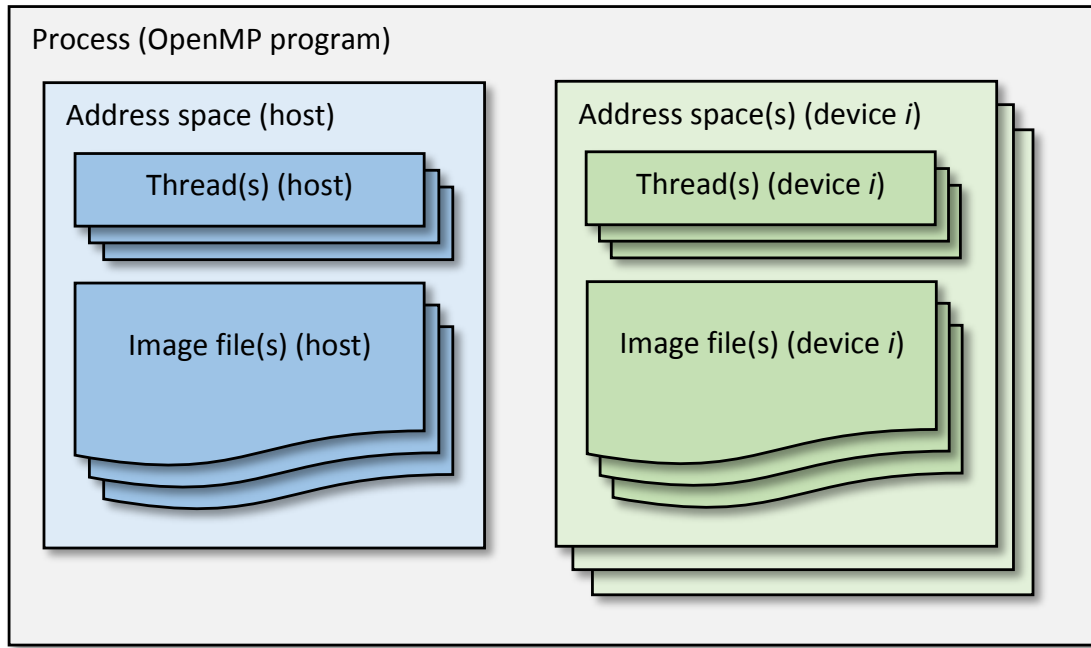 Process (OpenMP program)
Address space (host)
Thread(s) (host)
Image file(s) (host)
Address space(s) (device i)
Thread(s) (device i)
Image file(s) (device i)